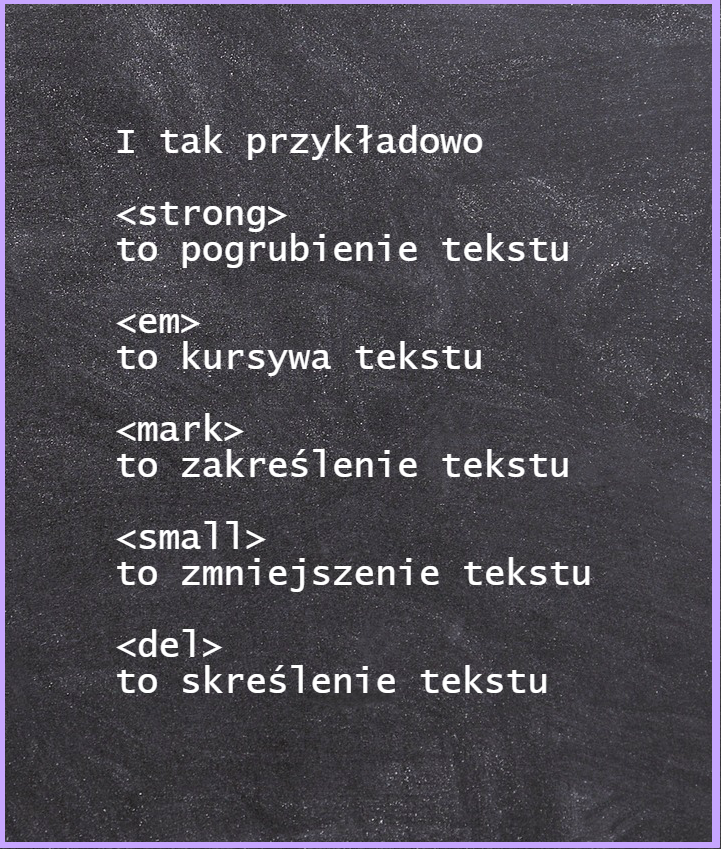 I tak przykładowo
<strong>
to pogrubienie tekstu
<em>
to kursywa tekstu
<mark>
to zakreślenie tekstu
<small>
to zmniejszenie tekstu
<del>
to skreślenie tekstu